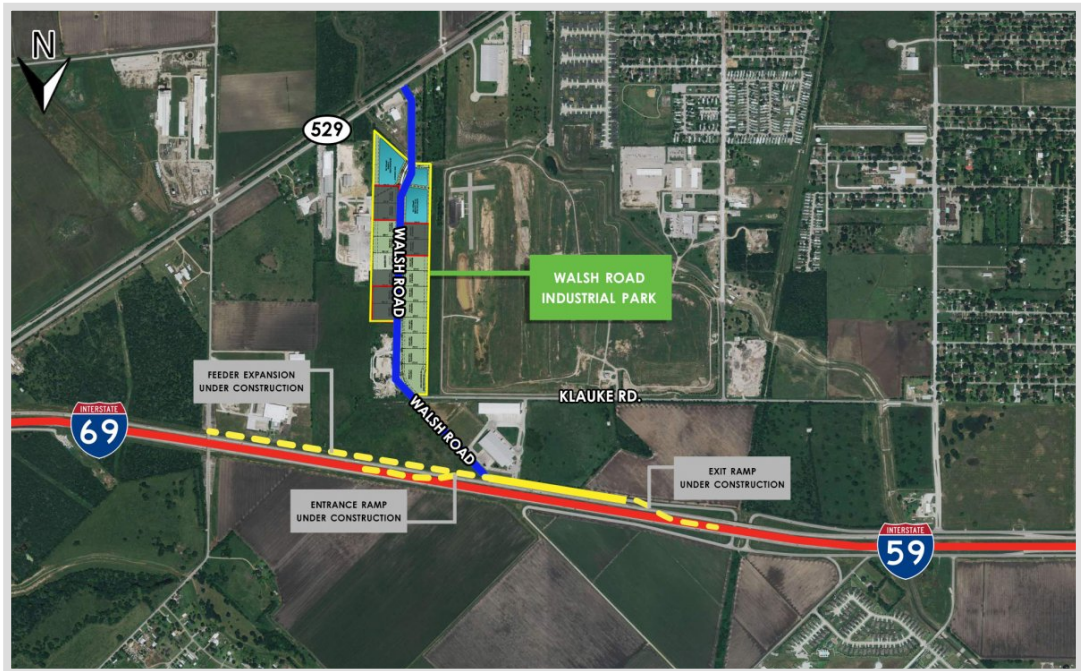 N
529
WALSH ROAD
WALSH ROAD
INDUSTRIAL PARK
FEEDER EXPANSION
UNDER CONSTRUCTION
KLAUKE RD.
INTERSTATE
69
WALSH ROAD
EXIT RAMP
UNDER CONSTRUCTION
ENTRANCE RAMP
UNDER CONSTRUCTION
INTERSTATE
59